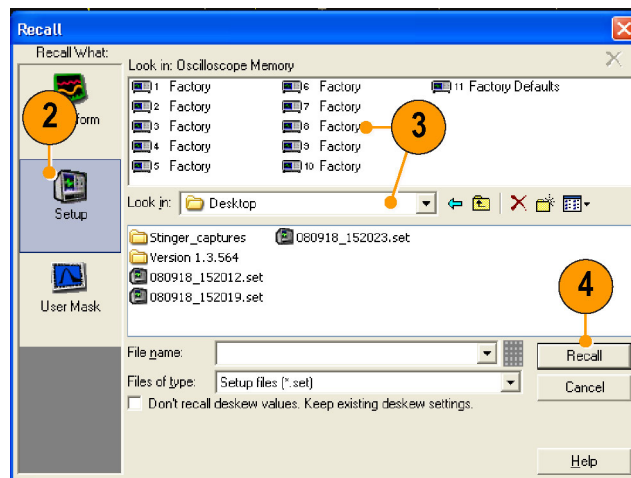 Recall
Recall What:
Look in: Oscilloscope Memory
1 Factory
6 Factory
11 Factory Defaults
2 Factory
7 Factory
3 Factory
8 Factory
4 Factory
9 Factory
5 Factory
10 Factory
2
form
3
Setup
Look in:
Desktop
Stinger_captures
080918_152023.set
Version 1.3.564
080918_152012.set
080918_152019.set
User Mask
4
File name:
Recall
Files of type:
Setup files (*.set)
Cancel
Don't recall deskew values. Keep existing deskew settings.
Help